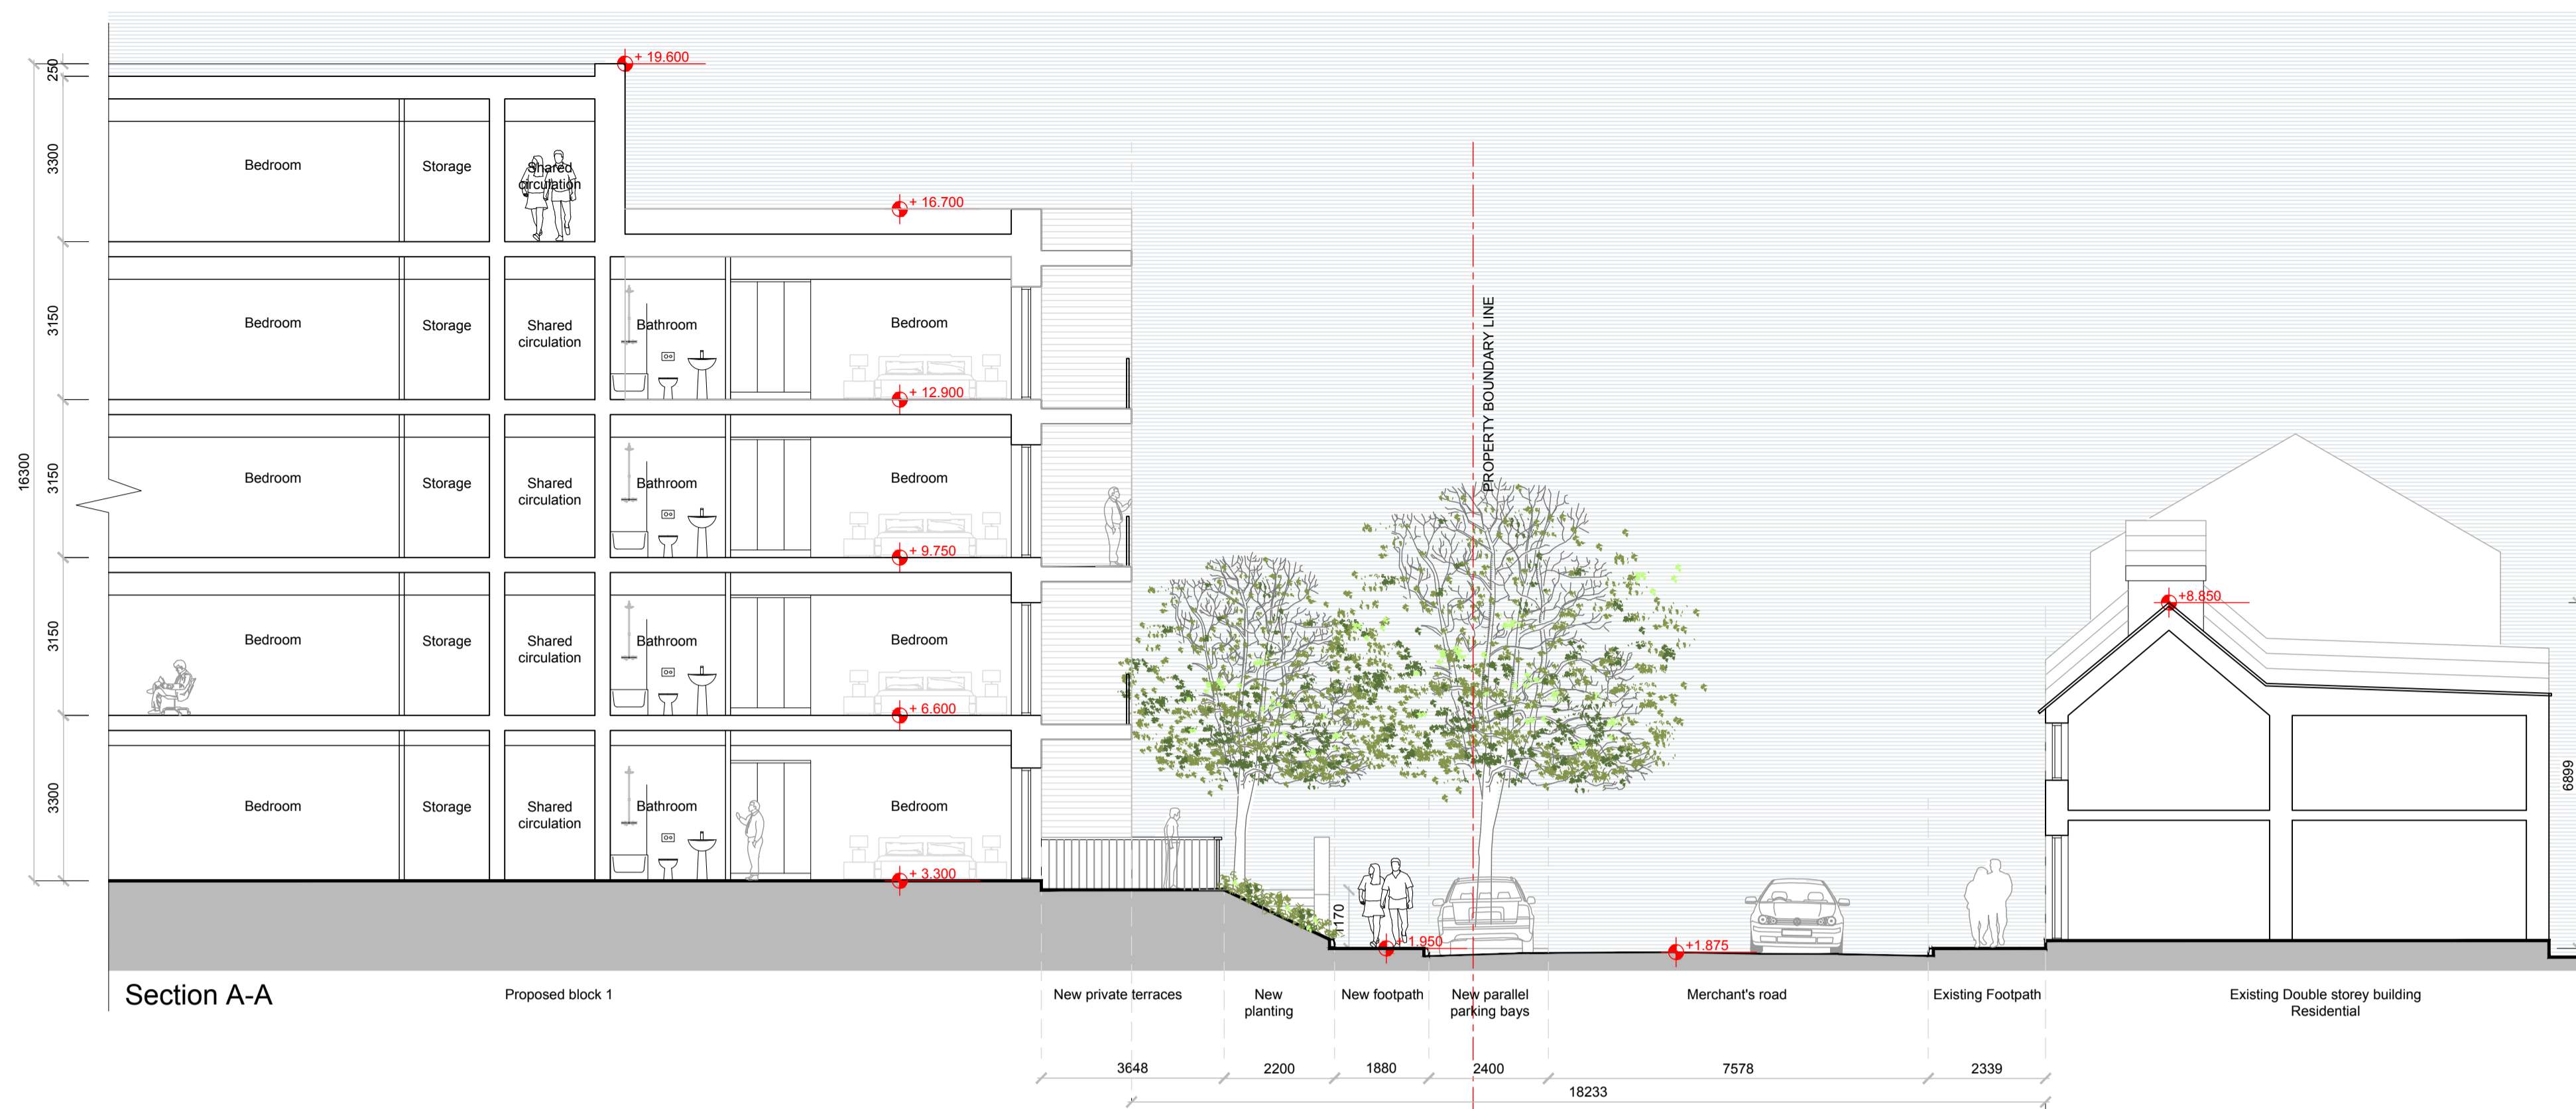 + 19.600
250
3300
Bedroom
Storage
Shared
circulation
+ 16.700
3150
Bedroom
Storage
Shared
circulation
Bathroom
Bedroom
PROPERTY BOUNDARY LINE
+ 12.900
16300
3150
Bedroom
Storage
Shared
circulation
Bathroom
Bedroom
+ 9.750
+8.850
3150
Bedroom
Storage
Shared
circulation
Bathroom
Bedroom
+ 6.600
3300
Bedroom
Storage
Shared
circulation
Bathroom
Bedroom
6899
+ 3.300
1170
+ 1.950
+1.875
Section A-A
Proposed block 1
New private terraces
New
planting
New footpath
New parallel
parking bays
Merchant's road
Existing Footpath
Existing Double storey building
Residential
3648
2200
1880
2400
7578
2339
18233